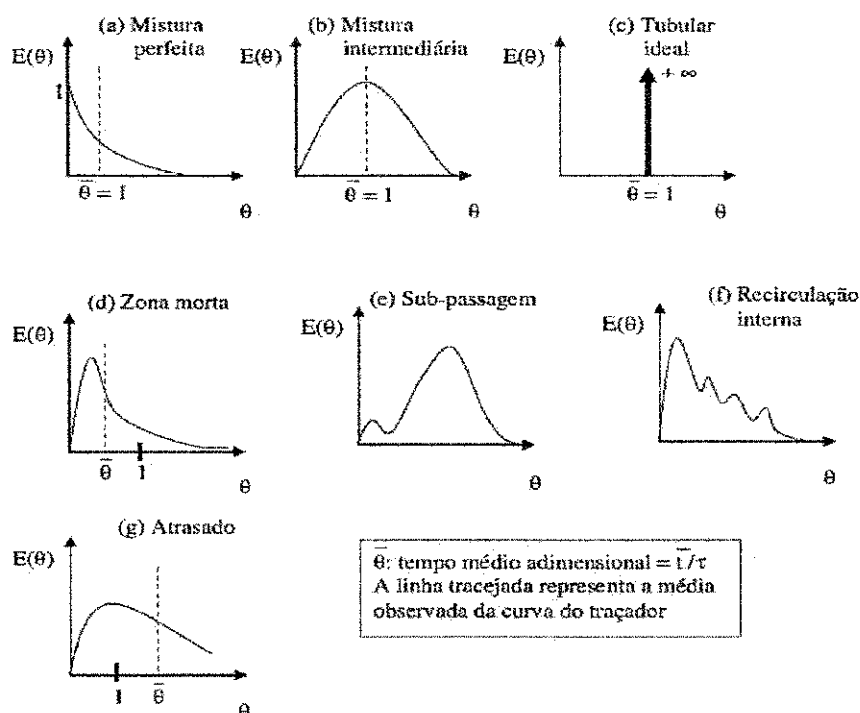 (a) Mistura
perfeita
E(θ)
1
θ̄ = 1
θ
(b) Mistura
intermediária
E(θ)
θ̄ = 1
θ
(c) Tubular
ideal
E(θ)
+ ∞
θ̄ = 1
θ
(d) Zona morta
E(θ)
θ̄
1
θ
(e) Sub-passagem
E(θ)
θ
(f) Recirculação
interna
E(θ)
θ
(g) Atrasado
E(θ)
1
θ̄
θ
θ̄: tempo médio adimensional = t̄/τ
A linha tracejada representa a média
observada da curva do traçador